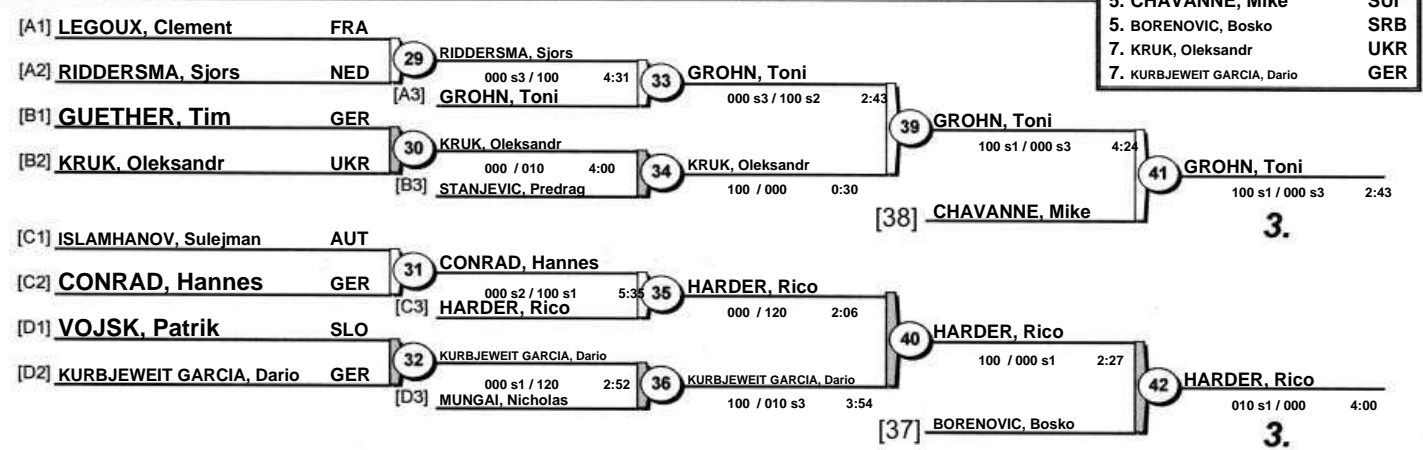 5. CHAVANNE, Mike SUI
5. BORENOVIC, Bosko SRB
7. KRUK, Oleksandr UKR
7. KURBJEWEIT GARCIA, Dario GER
[A1] LEGOUX, Clement FRA
29
RIDDERSMA, Sjors
000 s3 / 100 4:31
[A2] RIDDERSMA, Sjors NED
[A3] GROHN, Toni
33
GROHN, Toni
000 s3 / 100 s2 2:43
[B1] GUETHER, Tim GER
30
KRUK, Oleksandr
000 / 010 4:00
[B2] KRUK, Oleksandr UKR
[B3] STANJEVIC, Predrag
34
KRUK, Oleksandr
100 / 000 0:30
39
GROHN, Toni
100 s1 / 000 s3 4:24
[38] CHAVANNE, Mike
41
GROHN, Toni
100 s1 / 000 s3 2:43
3.
[C1] ISLAMHANOV, Sulejman AUT
31
CONRAD, Hannes
000 s2 / 100 s1 5:35
[C2] CONRAD, Hannes GER
[C3] HARDER, Rico
35
HARDER, Rico
000 / 120 2:06
[D1] VOJSK, Patrik SLO
32
KURBJEWEIT GARCIA, Dario
000 s1 / 120 2:52
[D2] KURBJEWEIT GARCIA, Dario GER
[D3] MUNGAI, Nicholas
36
KURBJEWEIT GARCIA, Dario
100 / 010 s3 3:54
40
HARDER, Rico
100 / 000 s1 2:27
[37] BORENOVIC, Bosko
42
HARDER, Rico
010 s1 / 000 4:00
3.